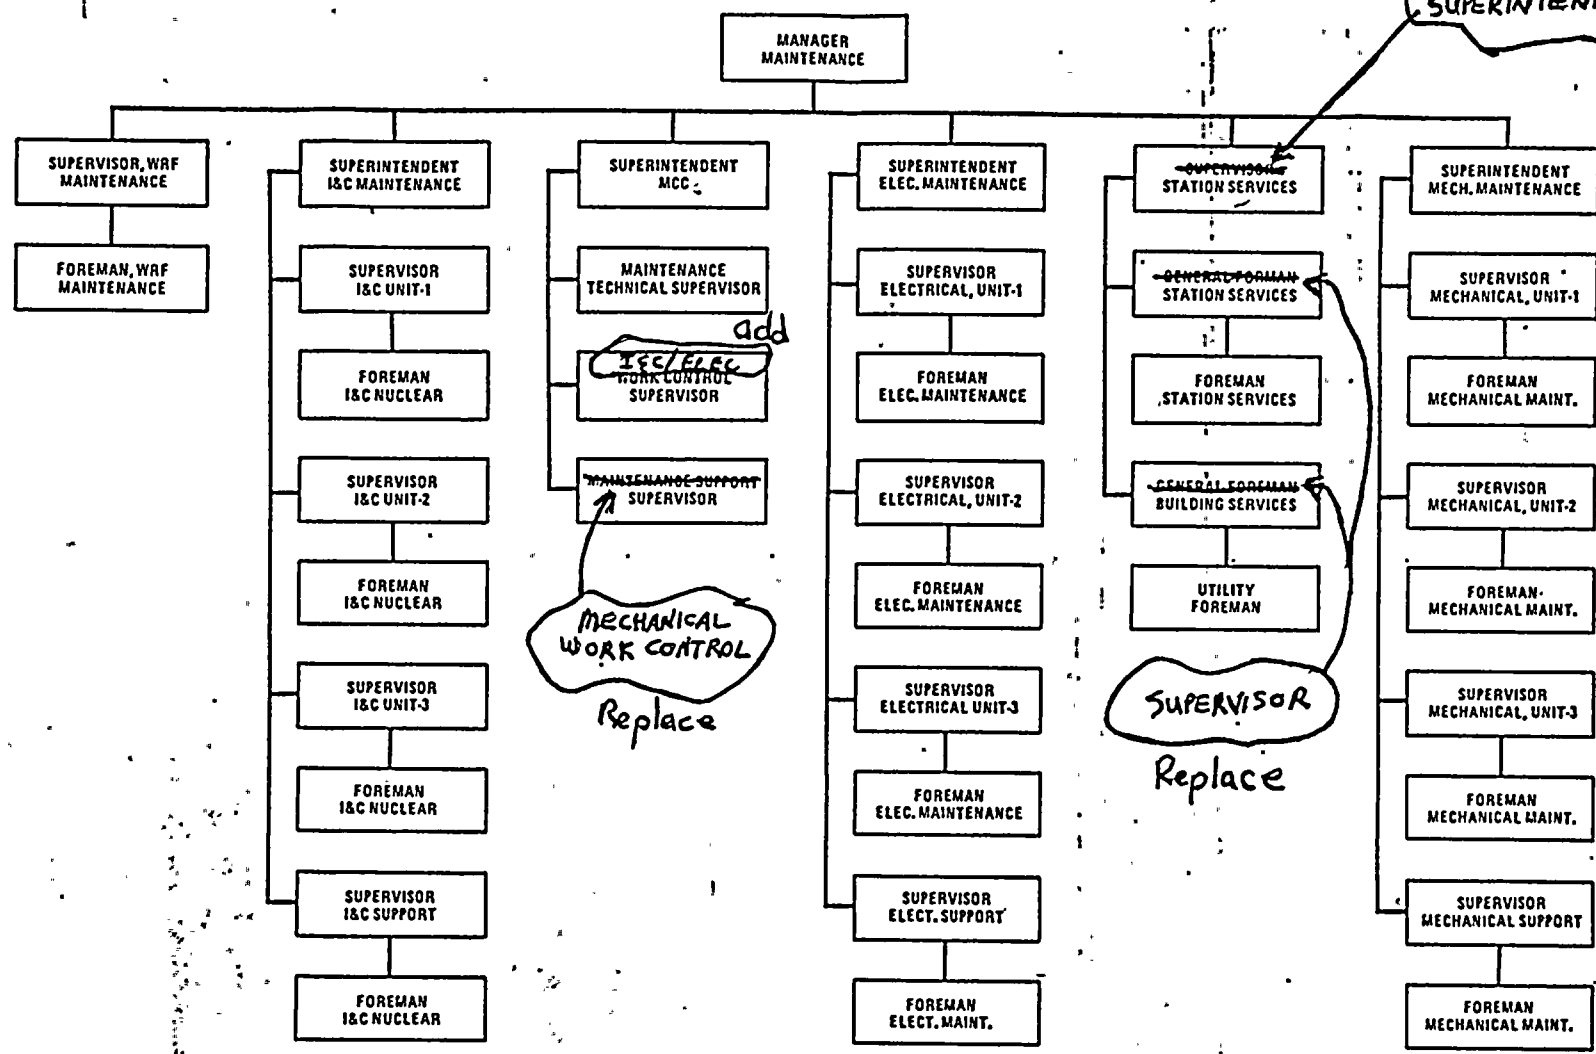 SUPERINTEN
MANAGER
MAINTENANCE
SUPERVISOR, WRF
MAINTENANCE
FOREMAN, WRF
MAINTENANCE
SUPERINTENDENT
I&C MAINTENANCE
SUPERVISOR
I&C UNIT-1
FOREMAN
I&C NUCLEAR
SUPERVISOR
I&C UNIT-2
FOREMAN
I&C NUCLEAR
SUPERVISOR
I&C UNIT-3
FOREMAN
I&C NUCLEAR
SUPERVISOR
I&C SUPPORT
FOREMAN
I&C NUCLEAR
SUPERINTENDENT
MCC
MAINTENANCE
TECHNICAL SUPERVISOR
add
I&C/ELEC
WORK CONTROL
SUPERVISOR
MAINTENANCE SUPPORT
SUPERVISOR
MECHANICAL
WORK CONTROL
Replace
SUPERINTENDENT
ELEC. MAINTENANCE
SUPERVISOR
ELECTRICAL, UNIT-1
FOREMAN
ELEC. MAINTENANCE
SUPERVISOR
ELECTRICAL, UNIT-2
FOREMAN
ELEC. MAINTENANCE
SUPERVISOR
ELECTRICAL UNIT-3
FOREMAN
ELEC. MAINTENANCE
SUPERVISOR
ELECT. SUPPORT
FOREMAN
ELECT. MAINT.
SUPERVISOR
STATION SERVICES
GENERAL FORMAN
STATION SERVICES
FOREMAN
STATION SERVICES
GENERAL FOREMAN
BUILDING SERVICES
UTILITY
FOREMAN
SUPERVISOR
Replace
SUPERINTENDENT
MECH. MAINTENANCE
SUPERVISOR
MECHANICAL, UNIT-1
FOREMAN
MECHANICAL MAINT.
SUPERVISOR
MECHANICAL, UNIT-2
FOREMAN
MECHANICAL MAINT.
SUPERVISOR
MECHANICAL, UNIT-3
FOREMAN
MECHANICAL MAINT.
SUPERVISOR
MECHANICAL SUPPORT
FOREMAN
MECHANICAL MAINT.